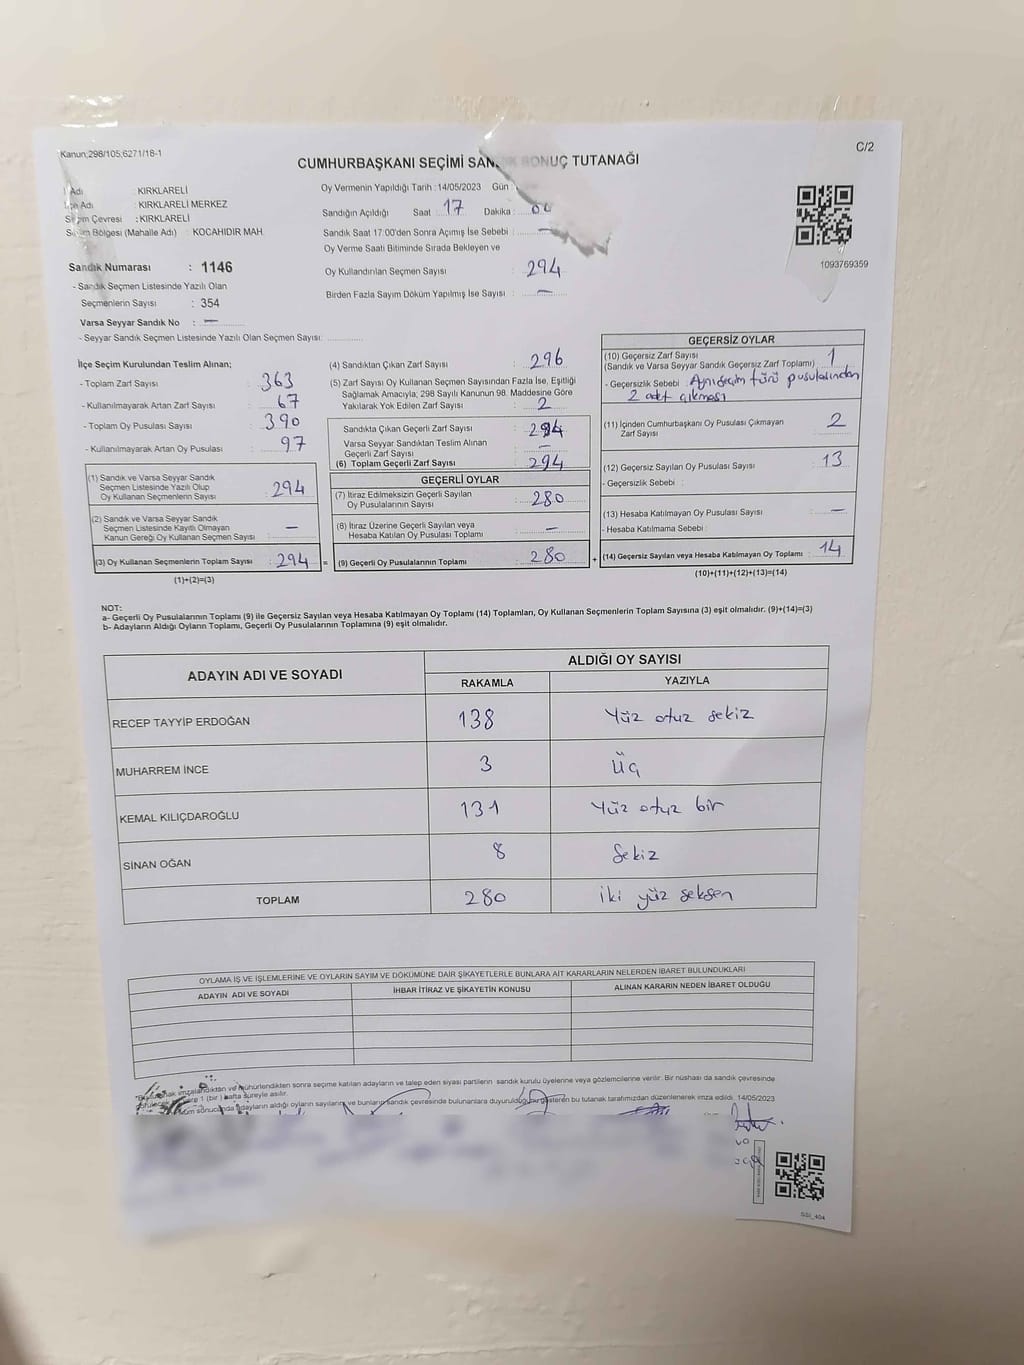 Kanun;298/105;6271/18-1
C/2
CUMHURBAŞKANI SEÇİMİ SONUÇ TUTANAĞI
Adı : KIRKLARELİ
Adı : KIRKLARELİ MERKEZ
Seçim Çevresi : KIRKLARELİ
Seçim Bölgesi (Mahalle Adı) : KOCAHIDIR MAH.
Sandık Numarası : 1146
- Sandık Seçmen Listesinde Yazılı Olan
Seçmenlerin Sayısı : 354
Varsa Seyyar Sandık No : —
- Seyyar Sandık Seçmen Listesinde Yazılı Olan Seçmen Sayısı:
Oy Vermenin Yapıldığı Tarih :14/05/2023 Gün :
Sandığın Açıldığı Saat : 17 Dakika :
Sandık Saat 17:00'den Sonra Açımış İse Sebebi : —
Oy Verme Saati Bitiminde Sırada Bekleyen ve
Oy Kullandırılan Seçmen Sayısı : 294
Birden Fazla Sayım Döküm Yapılmış İse Sayısı : —
1093769359
İlçe Seçim Kurulundan Teslim Alınan;
- Toplam Zarf Sayısı : 363
- Kullanılmayarak Artan Zarf Sayısı : 67
- Toplam Oy Pusulası Sayısı : 390
- Kullanılmayarak Artan Oy Pusulası : 97
(1) Sandık ve Varsa Seyyar Sandık
Seçmen Listesinde Yazılı Olup
Oy Kullanan Seçmenlerin Sayısı : 294
(2) Sandık ve Varsa Seyyar Sandık
Seçmen Listesinde Kayıtlı Olmayan
Kanun Gereği Oy Kullanan Seçmen Sayısı : —
(3) Oy Kullanan Seçmenlerin Toplam Sayısı : 294 =
(1)+(2)=(3)
(4) Sandıktan Çıkan Zarf Sayısı : 296
(5) Zarf Sayısı Oy Kullanan Seçmen Sayısından Fazla İse, Eşitliği
Sağlamak Amacıyla; 298 Sayılı Kanunun 98. Maddesine Göre
Yakılarak Yok Edilen Zarf Sayısı : 2
Sandıkta Çıkan Geçerli Zarf Sayısı : 294
Varsa Seyyar Sandıktan Teslim Alınan
Geçerli Zarf Sayısı : —
(6) Toplam Geçerli Zarf Sayısı : 294
GEÇERLİ OYLAR
(7) İtiraz Edilmeksizin Geçerli Sayılan
Oy Pusulasının Sayısı : 280
(8) İtiraz Üzerine Geçerli Sayılan veya
Hesaba Katılan Oy Pusulası Toplamı : —
(9) Geçerli Oy Pusulalarının Toplamı : 280 +
GEÇERSİZ OYLAR
(10) Geçersiz Zarf Sayısı : 1
(Sandık ve Varsa Seyyar Sandık Geçersiz Zarf Toplamı)
- Geçersizlik Sebebi : Aynı seçim türü pusulasından
2 adet çıkması
(11) İçinden Cumhurbaşkanı Oy Pusulası Çıkmayan
Zarf Sayısı : 2
(12) Geçersiz Sayılan Oy Pusulası Sayısı : 13
- Geçersizlik Sebebi :
(13) Hesaba Katılmayan Oy Pusulası Sayısı : —
- Hesaba Katılmama Sebebi :
(14) Geçersiz Sayılan veya Hesaba Katılmayan Oy Toplamı : 14
(10)+(11)+(12)+(13)=(14)
NOT:
a- Geçerli Oy Pusulalarının Toplamı (9) ile Geçersiz Sayılan veya Hesaba Katılmayan Oy Toplamı (14) Toplamları, Oy Kullanan Seçmenlerin Toplam Sayısına (3) eşit olmalıdır. (9)+(14)=(3)
b- Adayların Aldığı Oyların Toplamı, Geçerli Oy Pusulalarının Toplamına (9) eşit olmalıdır.
ADAYIN ADI VE SOYADI
ALDIĞI OY SAYISI
RAKAMLA YAZIYLA
RECEP TAYYİP ERDOĞAN 138 Yüz otuz sekiz
MUHARREM İNCE 3 Üç
KEMAL KILIÇDAROĞLU 131 Yüz otuz bir
SİNAN OĞAN 8 Sekiz
TOPLAM 280 iki yüz seksen
OYLAMA İŞ VE İŞLEMLERİNE VE OYLARIN SAYIM VE DÖKÜMÜNE DAİR ŞİKAYETLERLE BUNLARA AİT KARARLARIN NELERDEN İBARET BULUNDUKLARI
ADAYIN ADI VE SOYADI İHBAR İTİRAZ VE ŞİKAYETİN KONUSU ALINAN KARARIN NEDEN İBARET OLDUĞU
imzalandıktan ve mühürlendikten sonra seçime katılan adayların ve talep eden siyasi partilerin sandık kurulu üyelerine veya gözlemcilerine verilir. Bir nüshası da sandık çevresinde
1 (bir) hafta süreyle asılır.
sonucunda adayların aldığı oyların sayılarını ve bunların sandık çevresinde bulunanlara duyurulduğunu gösteren bu tutanak tarafımızdan düzenlenerek imza edildi. 14/05/2023